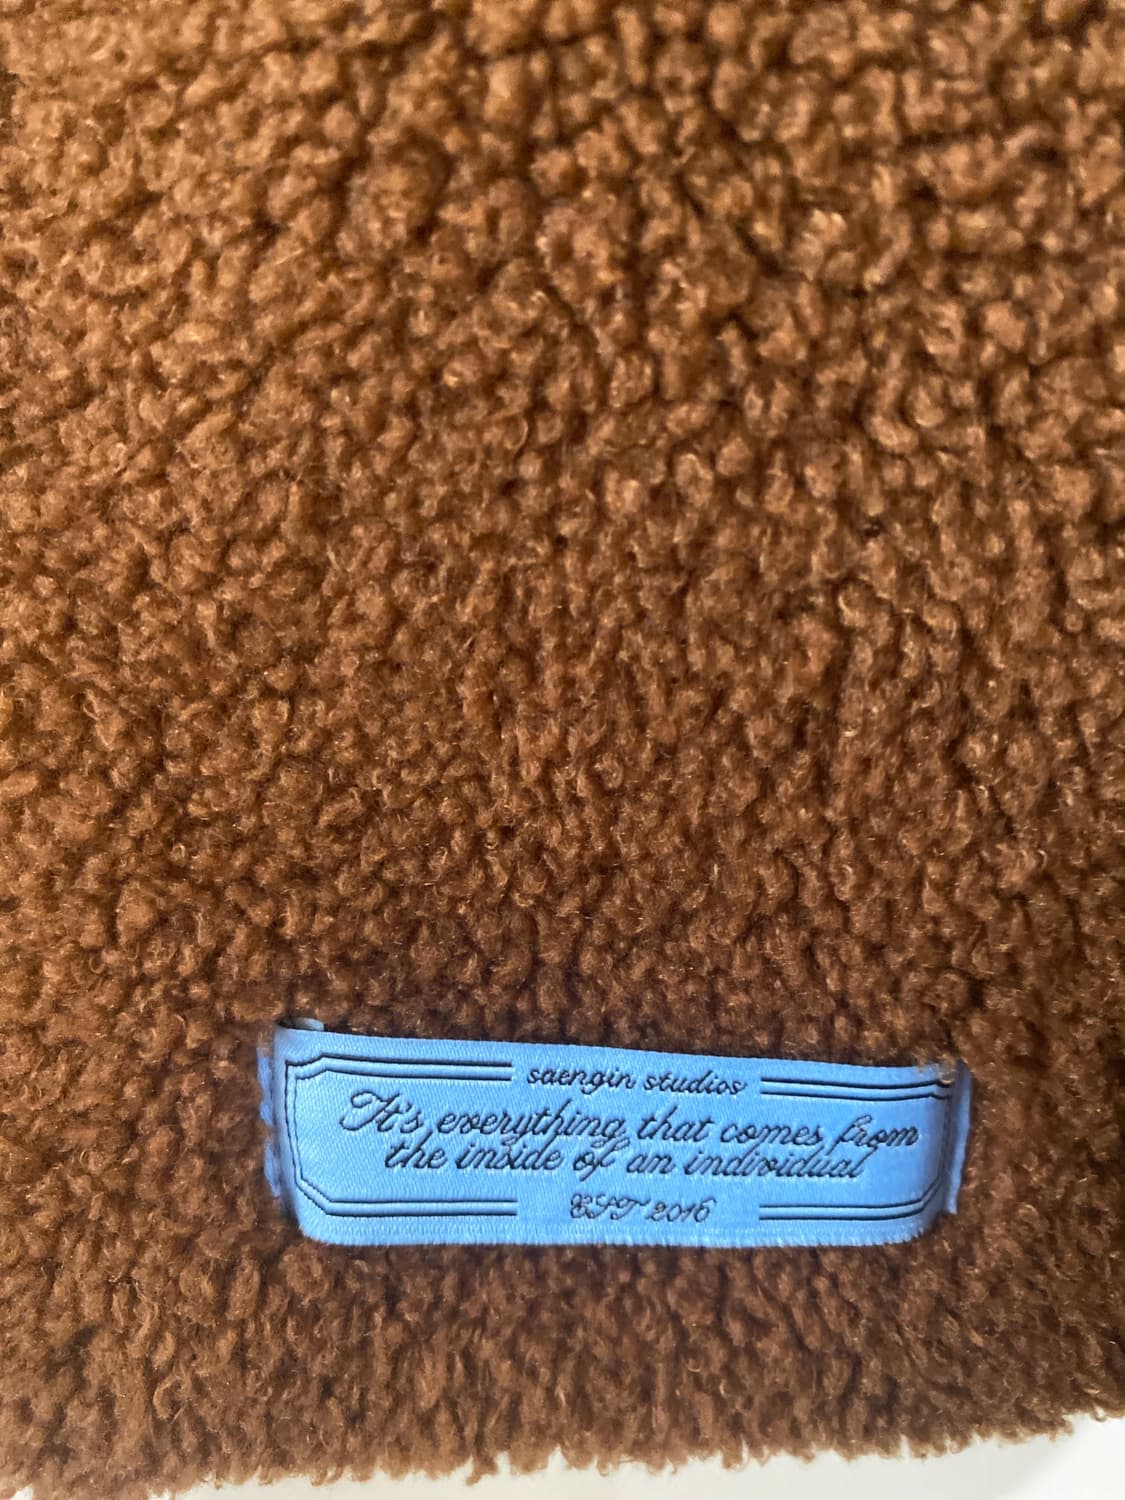 saengin studios
It's everything that comes from
the inside of an individual
EST 2016